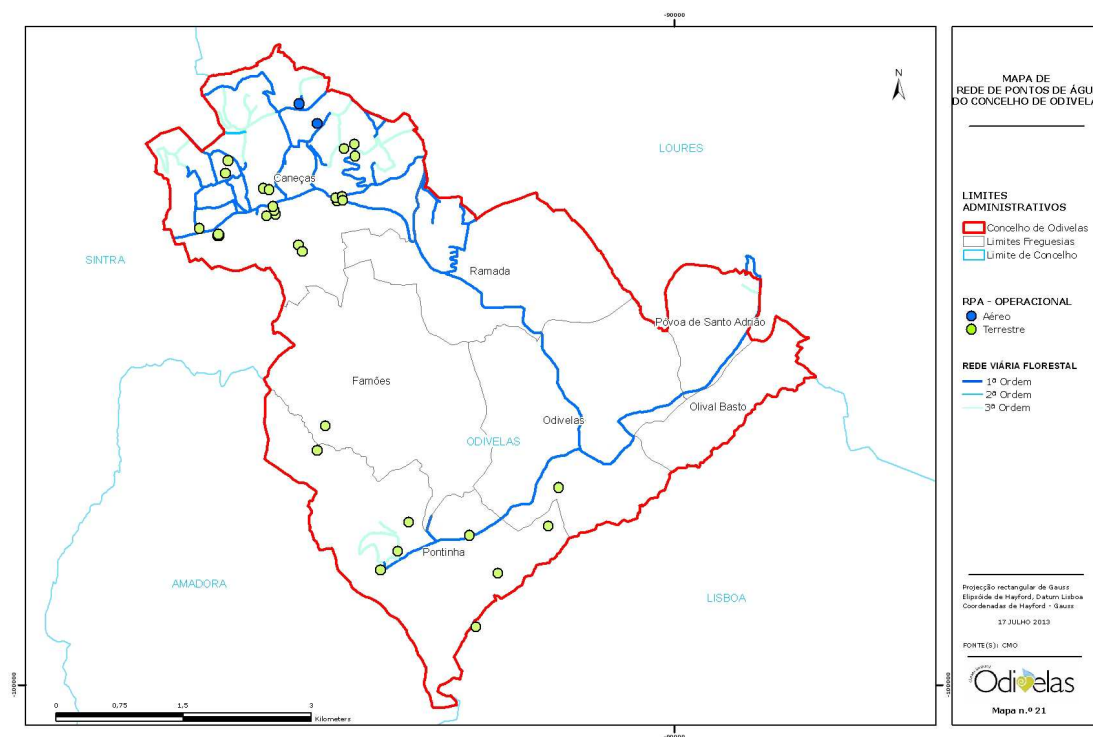 -90000
N
LOURES
Caneças
SINTRA
Ramada
Póvoa de Santo Adrião
Famões
Olival Basto
Odivelas
ODIVELAS
Pontinha
AMADORA
LISBOA
-100000
-100000
0 0,75 1,5 3
Kilometers
-90000
MAPA DE
REDE DE PONTOS DE ÁGU
DO CONCELHO DE ODIVELA
LIMITES
ADMINISTRATIVOS
Concelho de Odivelas
Limites Freguesias
Limite de Concelho
RPA - OPERACIONAL
Aéreo
Terrestre
REDE VIÁRIA FLORESTAL
1ª Ordem
2ª Ordem
3ª Ordem
Projecção rectangular de Gauss
Elipsóide de Hayford, Datum Lisboa
Coordenadas de Hayford - Gauss
17 JULHO 2013
FONTE(S): CMO
Odivelas
Mapa n.º 21